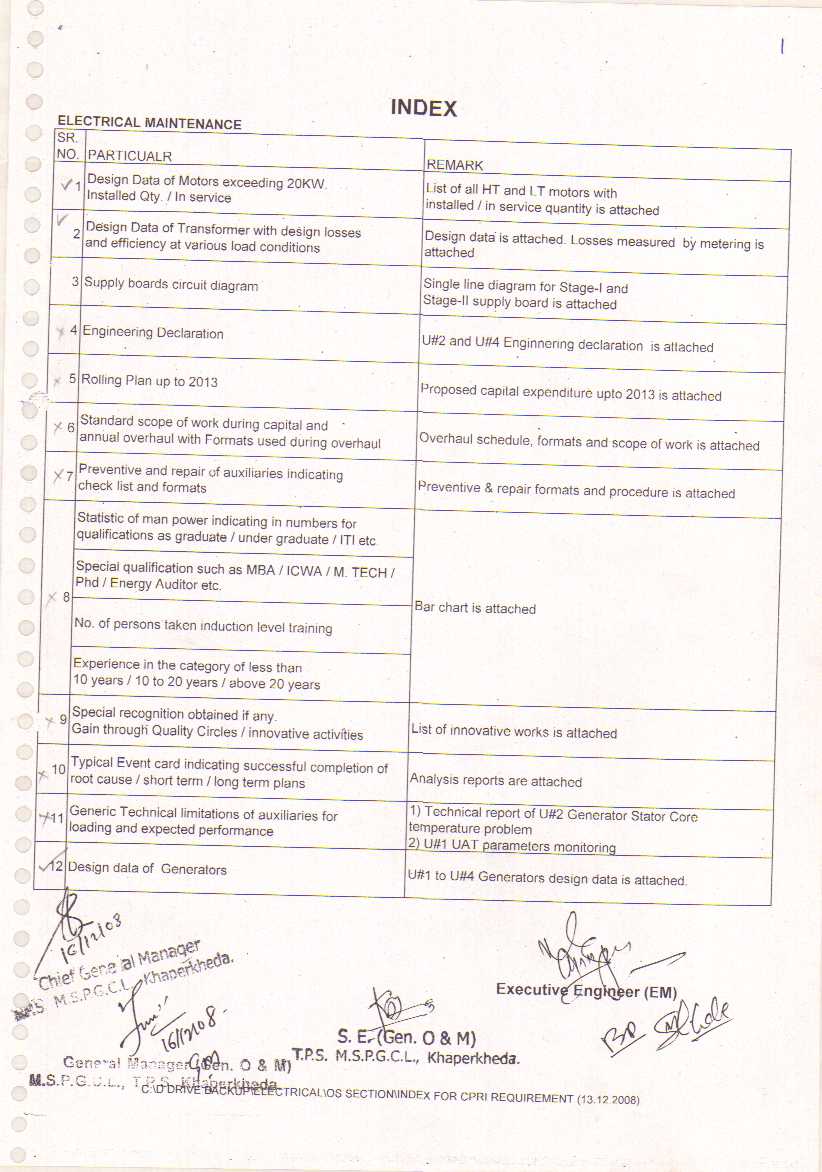 1
INDEX
ELECTRICAL MAINTENANCE
SR.
NO. PARTICUALR
REMARK
1 Design Data of Motors exceeding 20KW.
Installed Qty. / In service
List of all HT and LT motors with
installed / in service quantity is attached
2 Design Data of Transformer with design losses
and efficiency at various load conditions
Design data is attached. Losses measured by metering is
attached
3 Supply boards circuit diagram
Single line diagram for Stage-I and
Stage-II supply board is attached
4 Engineering Declaration
U#2 and U#4 Enginnering declaration is attached
5 Rolling Plan up to 2013
Proposed capital expenditure upto 2013 is attached
6 Standard scope of work during capital and
annual overhaul with Formats used during overhaul
Overhaul schedule, formats and scope of work is attached
7 Preventive and repair of auxiliaries indicating
check list and formats
Preventive & repair formats and procedure is attached
8
Statistic of man power indicating in numbers for
qualifications as graduate / under graduate / ITI etc
Special qualification such as MBA / ICWA / M. TECH /
Phd / Energy Auditor etc.
No. of persons taken induction level training
Experience in the category of less than
10 years / 10 to 20 years / above 20 years
Bar chart is attached
9 Special recognition obtained if any.
Gain through Quality Circles / innovative activities
List of innovative works is attached
10 Typical Event card indicating successful completion of
root cause / short term / long term plans
Analysis reports are attached
11 Generic Technical limitations of auxiliaries for
loading and expected performance
1) Technical report of U#2 Generator Stator Core
temperature problem
2) U#1 UAT parameters monitoring
12 Design data of Generators
U#1 to U#4 Generators design data is attached.
16/12/08
Chief General Manager
M.S.P.G.C.L., Khaperkheda.
Executive Engineer (EM)
16/12/08
S. E. (Gen. O & M)
T.P.S. M.S.P.G.C.L., Khaperkheda.
General Manager (Gen. O & M)
M.S.P.G.C.L., T.P.S. Khaperkheda
C:\D DRIVE BACKUP\ELECTRICAL\OS SECTION\INDEX FOR CPRI REQUIREMENT (13.12.2008)